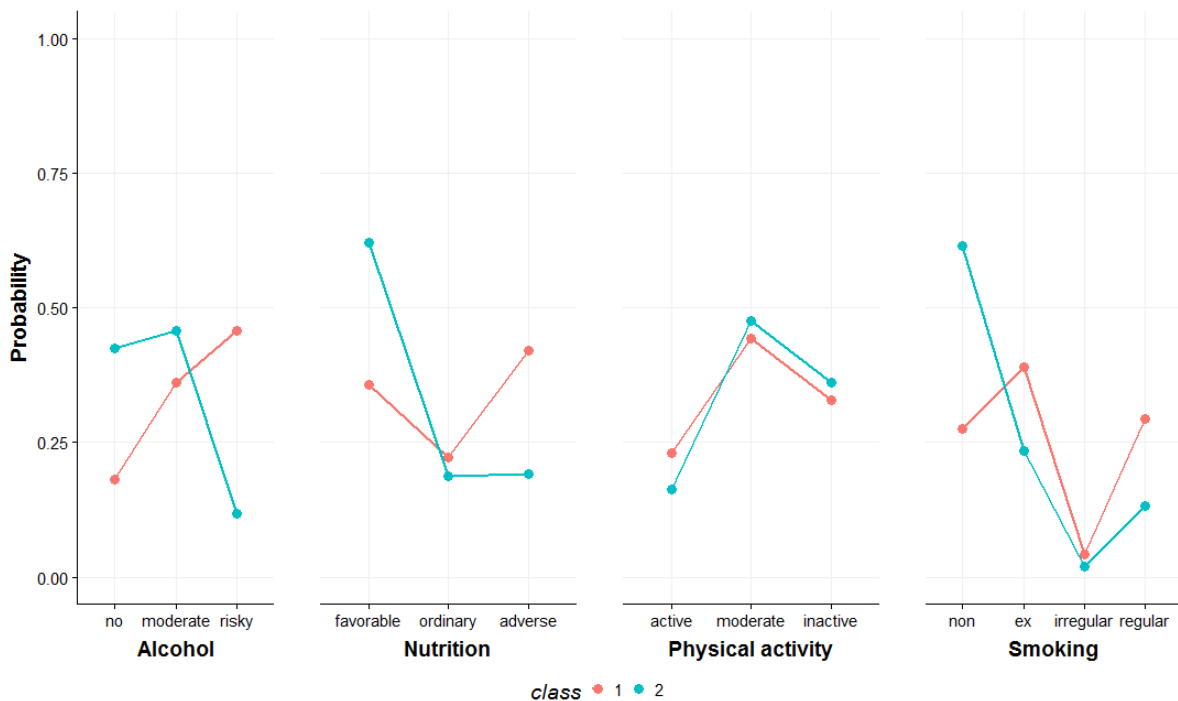 Probability
1.00
0.75
0.50
0.25
0.00
no moderate risky
Alcohol
favorable ordinary adverse
Nutrition
active moderate inactive
Physical activity
non ex irregular regular
Smoking
class 1 2